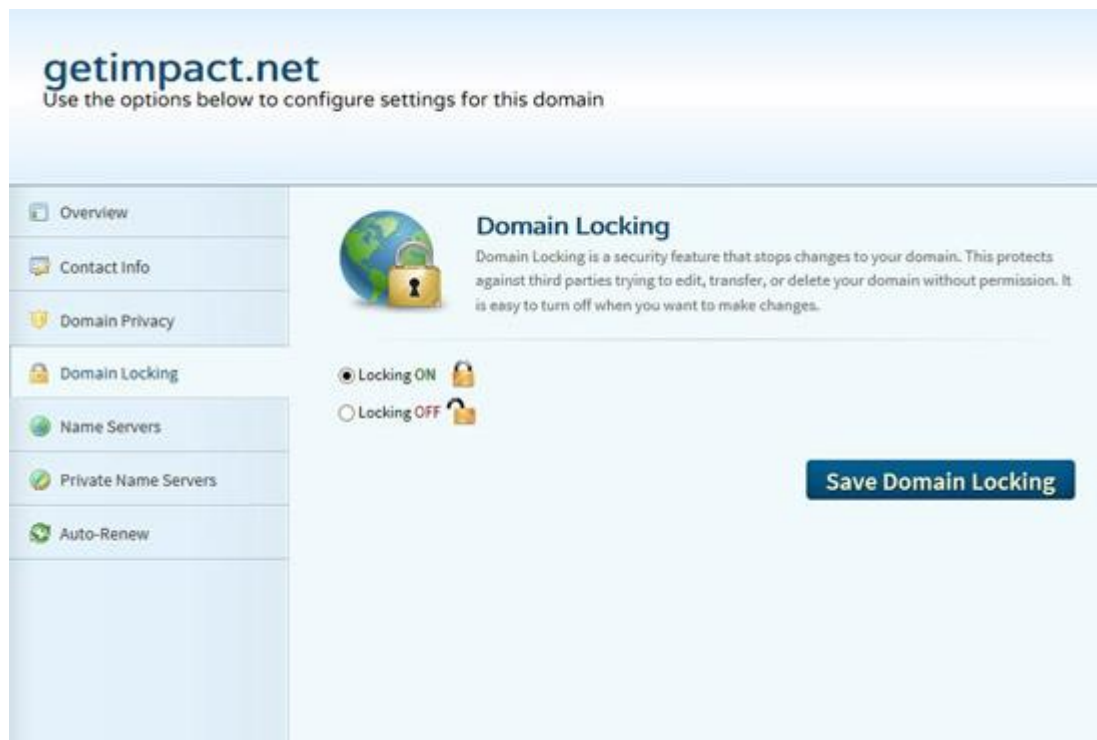 getimpact.net
Use the options below to configure settings for this domain
Overview
Contact Info
Domain Privacy
Domain Locking
Name Servers
Private Name Servers
Auto-Renew
Domain Locking
Domain Locking is a security feature that stops changes to your domain. This protects
against third parties trying to edit, transfer, or delete your domain without permission. It
is easy to turn off when you want to make changes.
Locking ON
Locking OFF
Save Domain Locking